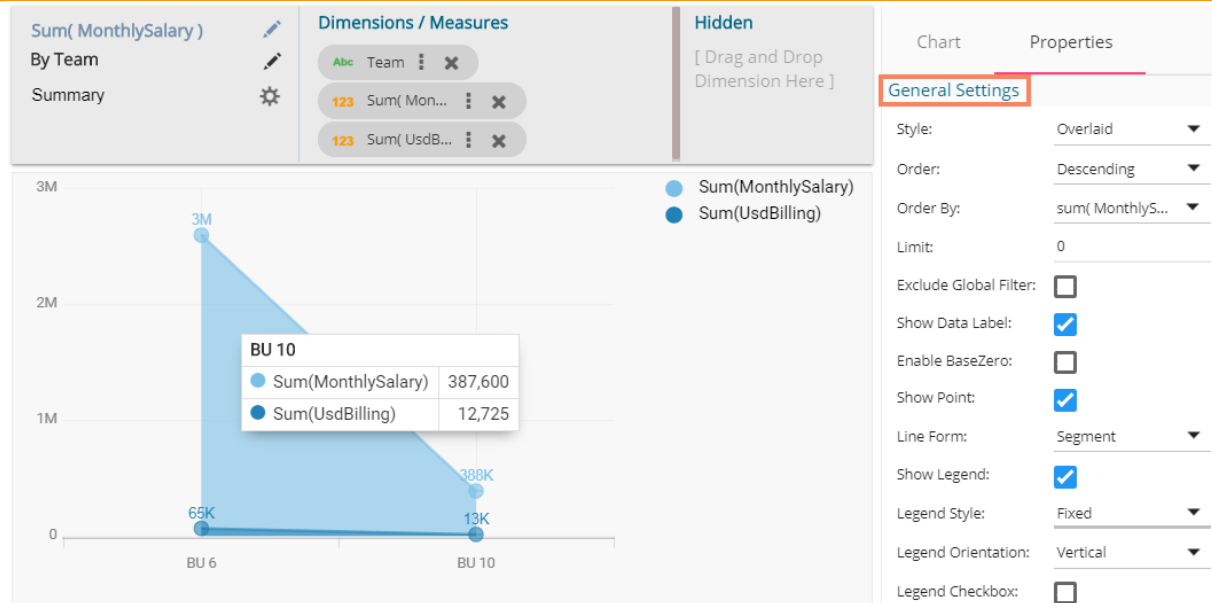 Sum( MonthlySalary )
By Team
Summary
Dimensions / Measures
Abc Team
123 Sum( Mon...
123 Sum( UsdB...
Hidden
[ Drag and Drop
Dimension Here ]
3M
2M
1M
0
3M
65K
388K
13K
BU 6
BU 10
BU 10
Sum(MonthlySalary) 387,600
Sum(UsdBilling) 12,725
Sum(MonthlySalary)
Sum(UsdBilling)
Chart Properties
General Settings
Style: Overlaid
Order: Descending
Order By: sum( MonthlyS...
Limit: 0
Exclude Global Filter:
Show Data Label:
Enable BaseZero:
Show Point:
Line Form: Segment
Show Legend:
Legend Style: Fixed
Legend Orientation: Vertical
Legend Checkbox: